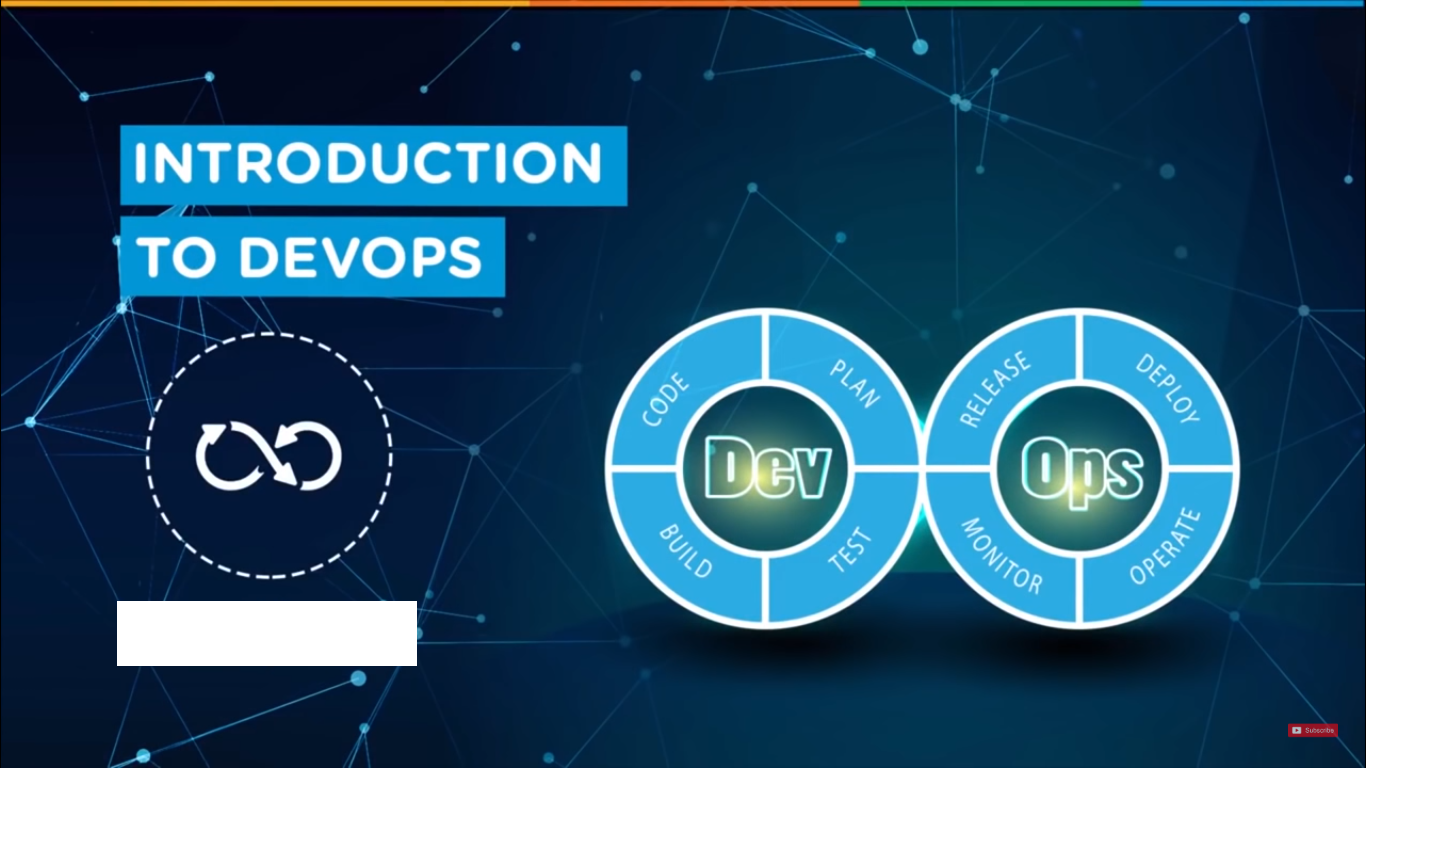 INTRODUCTION
TO DEVOPS
CODE
PLAN
RELEASE
DEPLOY
Dev
Ops
BUILD
TEST
MONITOR
OPERATE
Subscribe